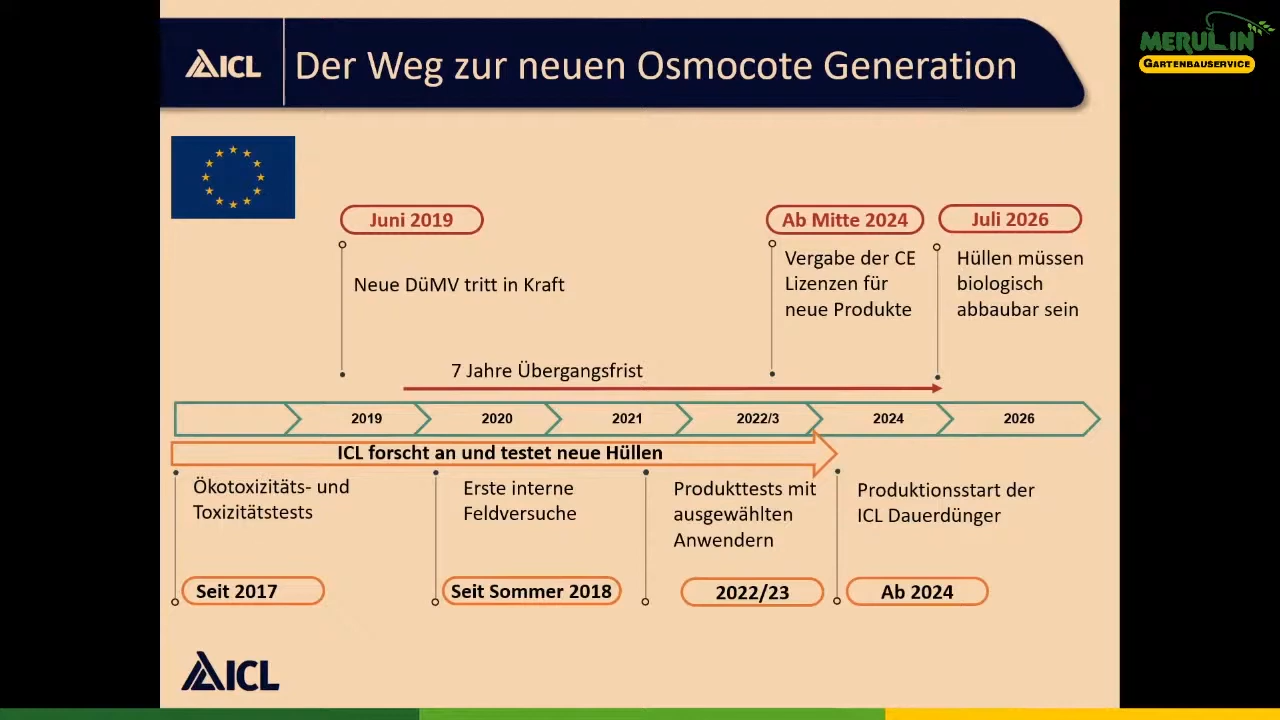 ICL
Der Weg zur neuen Osmocote Generation
MERUL.IN
GARTENBAUSERVICE
Juni 2019
Ab Mitte 2024
Juli 2026
Neue DüMV tritt in Kraft
Vergabe der CE
Lizenzen für
neue Produkte
Hüllen müssen
biologisch
abbaubar sein
7 Jahre Übergangsfrist
2019
2020
2021
2022/3
2024
2026
ICL forscht an und testet neue Hüllen
Ökotoxizitäts- und
Toxizitätstests
Erste interne
Feldversuche
Produkttests mit
ausgewählten
Anwendern
Produktionsstart der
ICL Dauerdünger
Seit 2017
Seit Sommer 2018
2022/23
Ab 2024
ICL